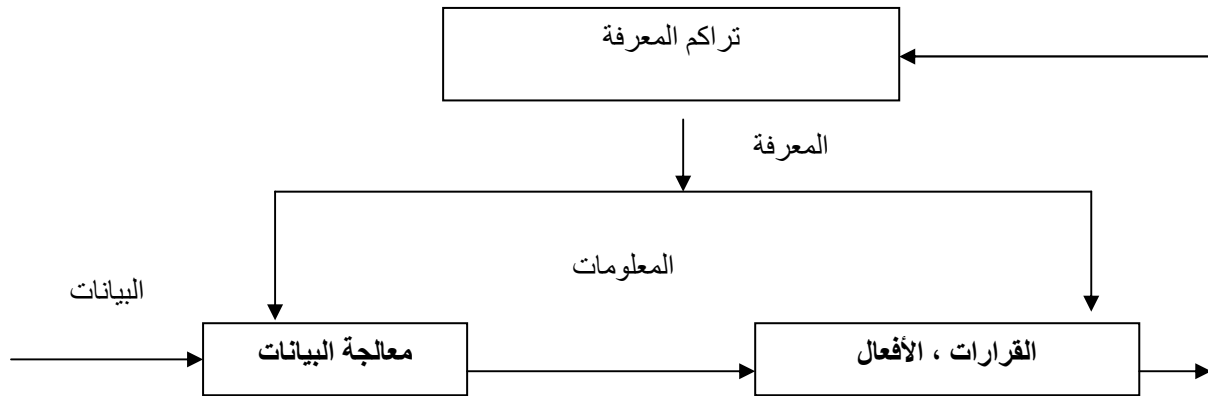 تراكم المعرفة
المعرفة
المعلومات
البيانات
معالجة البيانات
القرارات ، الأفعال